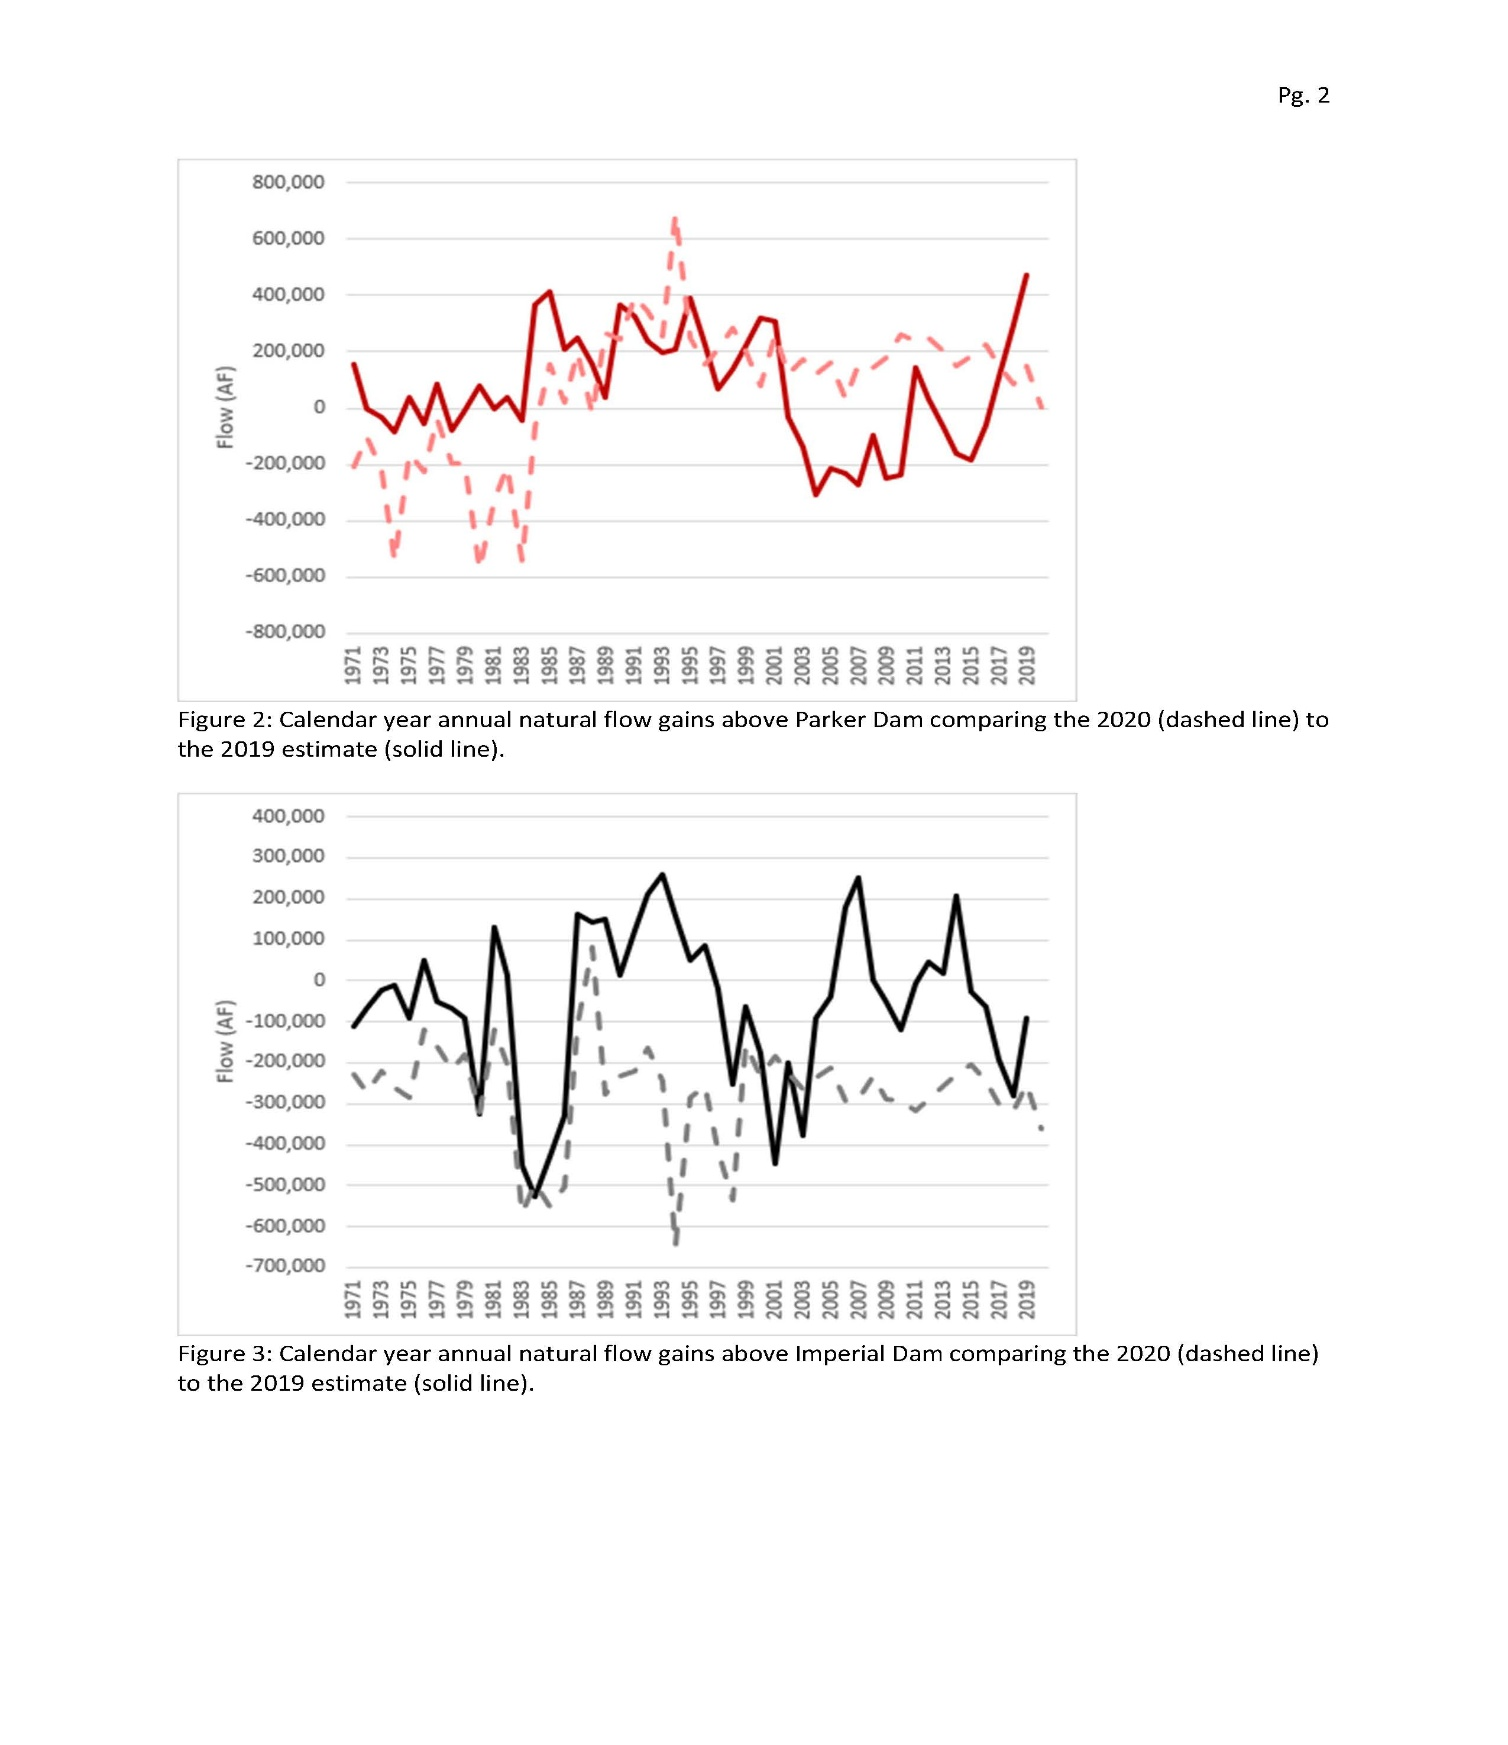 Pg. 2
800,000
600,000
400,000
200,000
0
-200,000
-400,000
-600,000
-800,000
Flow (AF)
1971 1973 1975 1977 1979 1981 1983 1985 1987 1989 1991 1993 1995 1997 1999 2001 2003 2005 2007 2009 2011 2013 2015 2017 2019
Figure 2: Calendar year annual natural flow gains above Parker Dam comparing the 2020 (dashed line) to
the 2019 estimate (solid line).
400,000
300,000
200,000
100,000
0
-100,000
-200,000
-300,000
-400,000
-500,000
-600,000
-700,000
Flow (AF)
1971 1973 1975 1977 1979 1981 1983 1985 1987 1989 1991 1993 1995 1997 1999 2001 2003 2005 2007 2009 2011 2013 2015 2017 2019
Figure 3: Calendar year annual natural flow gains above Imperial Dam comparing the 2020 (dashed line)
to the 2019 estimate (solid line).